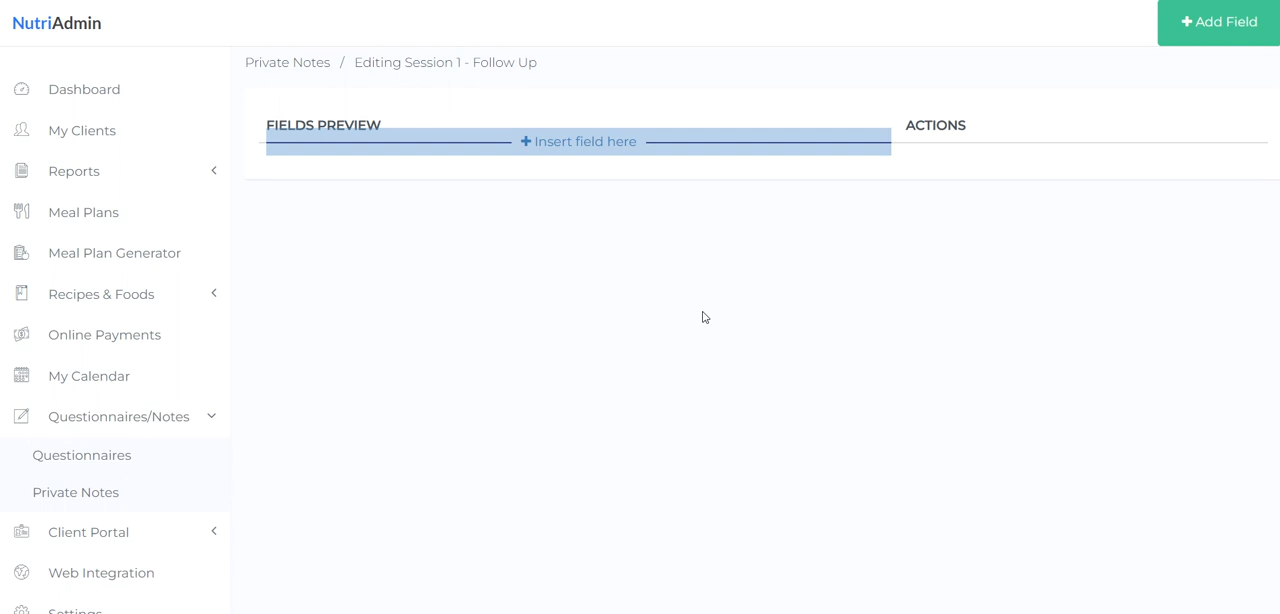 NutriAdmin
Add Field
Private Notes / Editing Session 1 - Follow Up
FIELDS PREVIEW
ACTIONS
Insert field here
Dashboard
My Clients
Reports
Meal Plans
Meal Plan Generator
Recipes & Foods
Online Payments
My Calendar
Questionnaires/Notes
Questionnaires
Private Notes
Client Portal
Web Integration
Settings